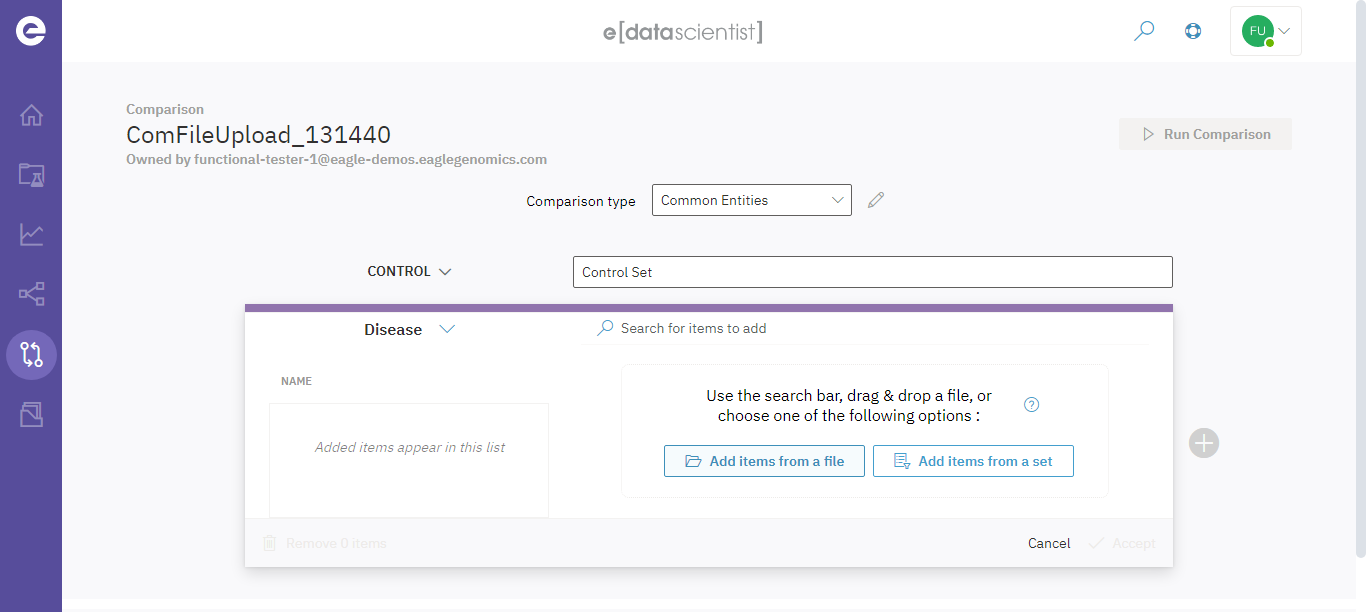 e[datascientist]
FU
Comparison
ComFileUpload_131440
Owned by functional-tester-1@eagle-demos.eaglegenomics.com
Run Comparison
Comparison type
Common Entities
CONTROL
Control Set
Disease
Search for items to add
NAME
Added items appear in this list
Use the search bar, drag & drop a file, or
choose one of the following options :
Add items from a file
Add items from a set
Remove 0 items
Cancel
Accept